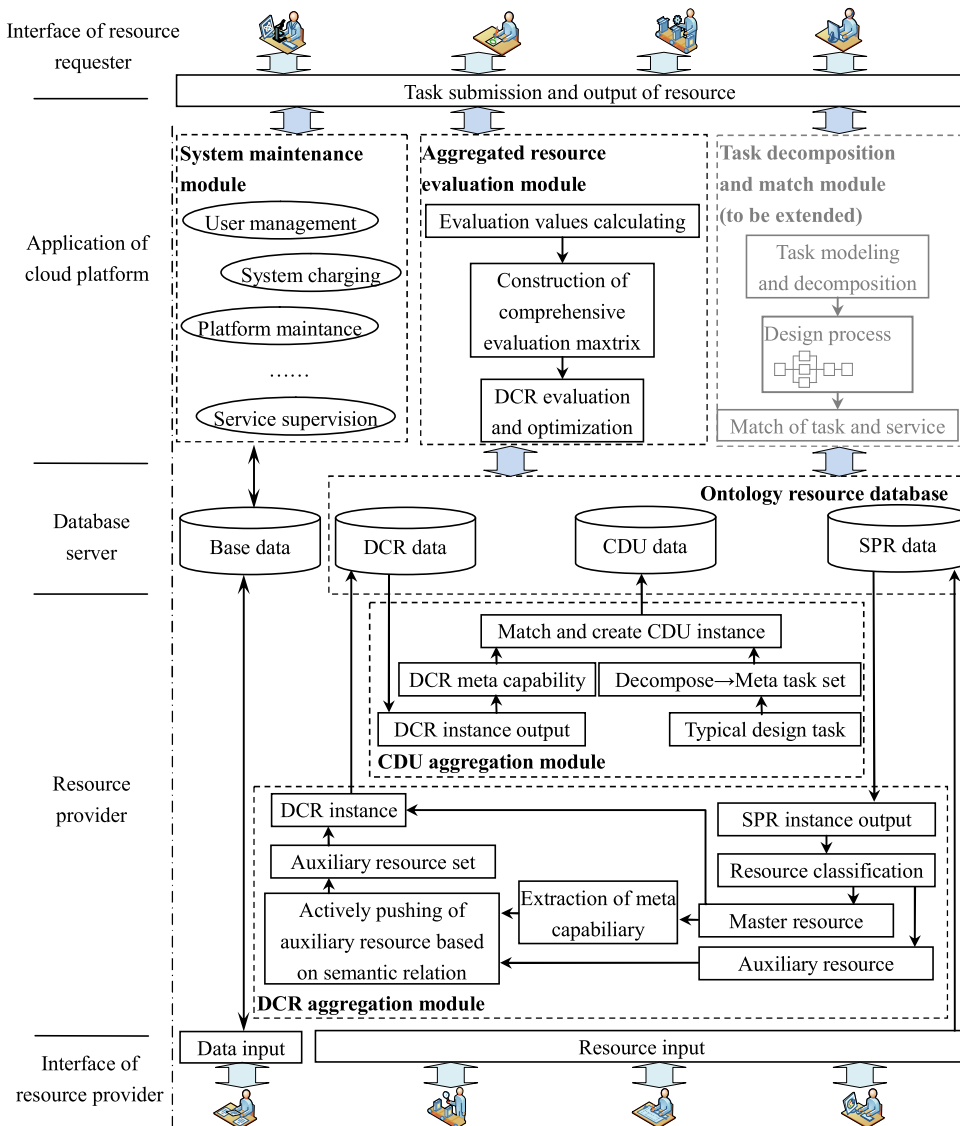 Interface of resource
requester
Task submission and output of resource
Application of
cloud platform
System maintenance
module
User management
System charging
Platform maintance
……
Service supervision
Aggregated resource
evaluation module
Evaluation values calculating
Construction of
comprehensive
evaluation maxtrix
DCR evaluation
and optimization
Task decomposition
and match module
(to be extended)
Task modeling
and decomposition
Design process
Match of task and service
Database
server
Ontology resource database
Base data
DCR data
CDU data
SPR data
Resource
provider
Match and create CDU instance
DCR meta capability
Decompose→Meta task set
DCR instance output
Typical design task
CDU aggregation module
DCR instance
SPR instance output
Auxiliary resource set
Resource classification
Actively pushing of
auxiliary resource based
on semantic relation
Extraction of meta
capabiliary
Master resource
Auxiliary resource
DCR aggregation module
Interface of
resource provider
Data input
Resource input